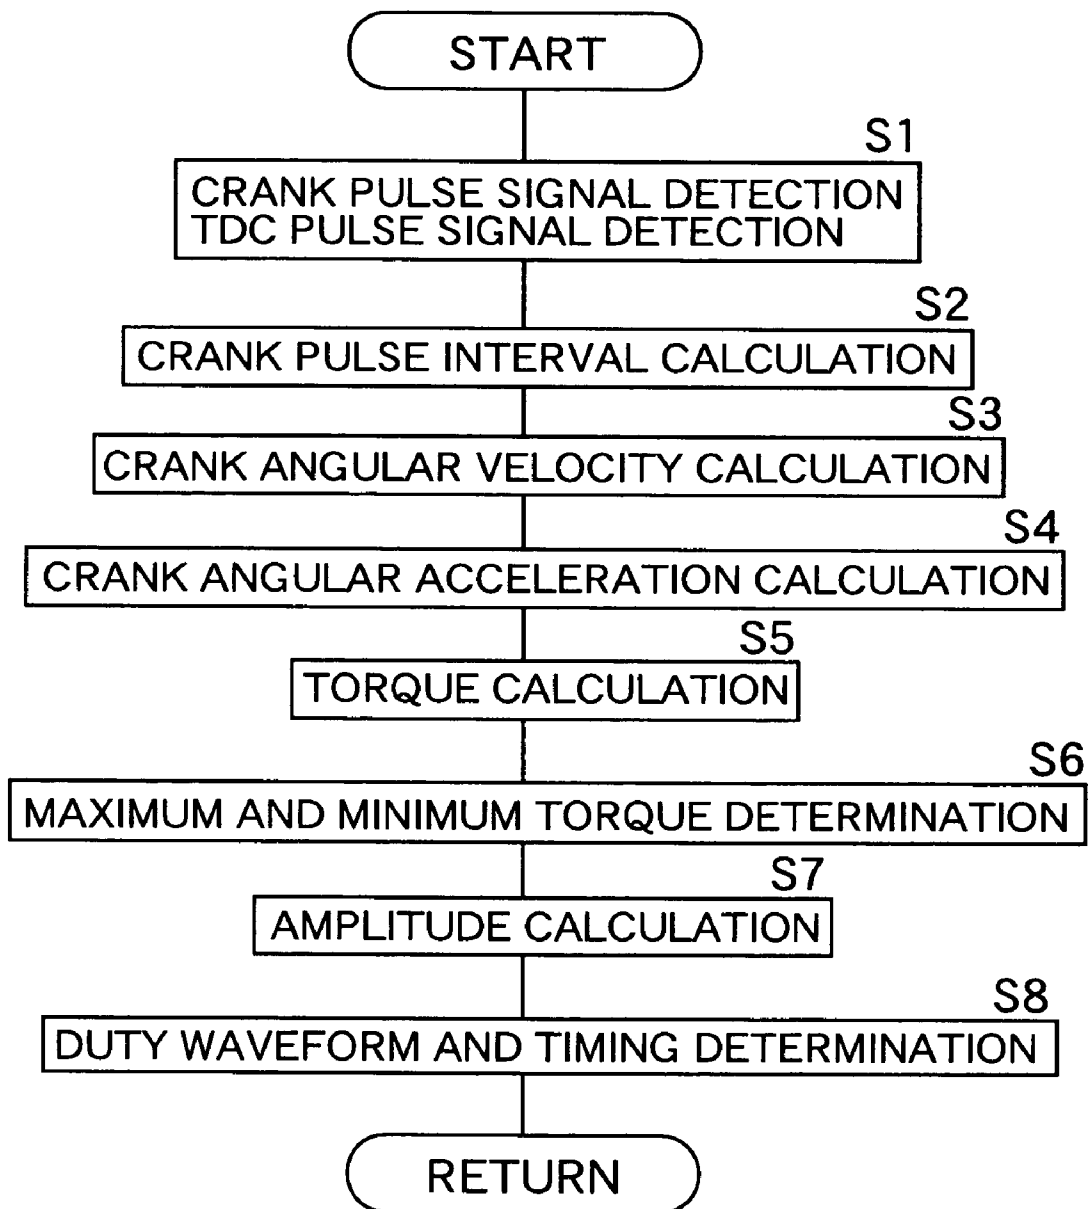 START
S1
CRANK PULSE SIGNAL DETECTION
TDC PULSE SIGNAL DETECTION
S2
CRANK PULSE INTERVAL CALCULATION
S3
CRANK ANGULAR VELOCITY CALCULATION
S4
CRANK ANGULAR ACCELERATION CALCULATION
S5
TORQUE CALCULATION
S6
MAXIMUM AND MINIMUM TORQUE DETERMINATION
S7
AMPLITUDE CALCULATION
S8
DUTY WAVEFORM AND TIMING DETERMINATION
RETURN